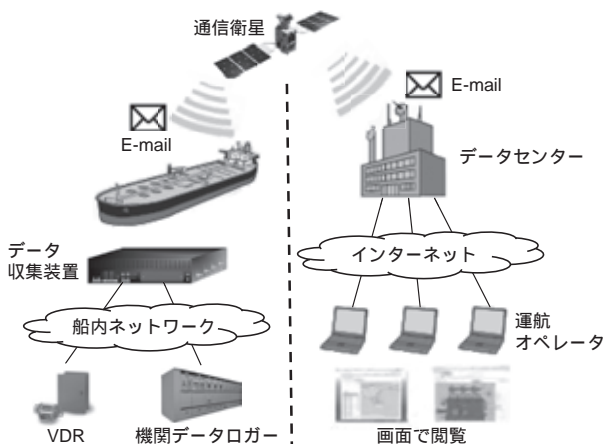 通信衛星
E-mail
E-mail
データセンター
データ
収集装置
インターネット
船内ネットワーク
運航
オペレータ
VDR
機関データロガー
画面で閲覧